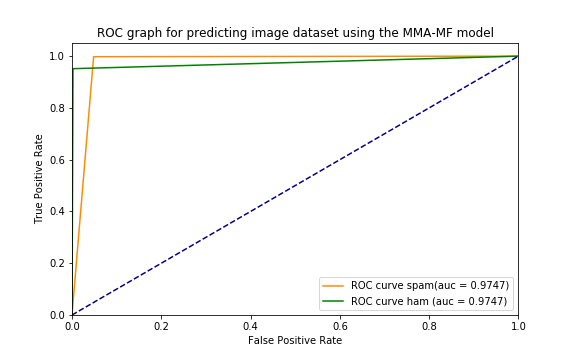 ROC graph for predicting image dataset using the MMA-MF model
1.0
0.8
0.6
0.4
0.2
0.0
True Positive Rate
ROC curve spam(auc = 0.9747)
ROC curve ham (auc = 0.9747)
0.0 0.2 0.4 0.6 0.8 1.0
False Positive Rate